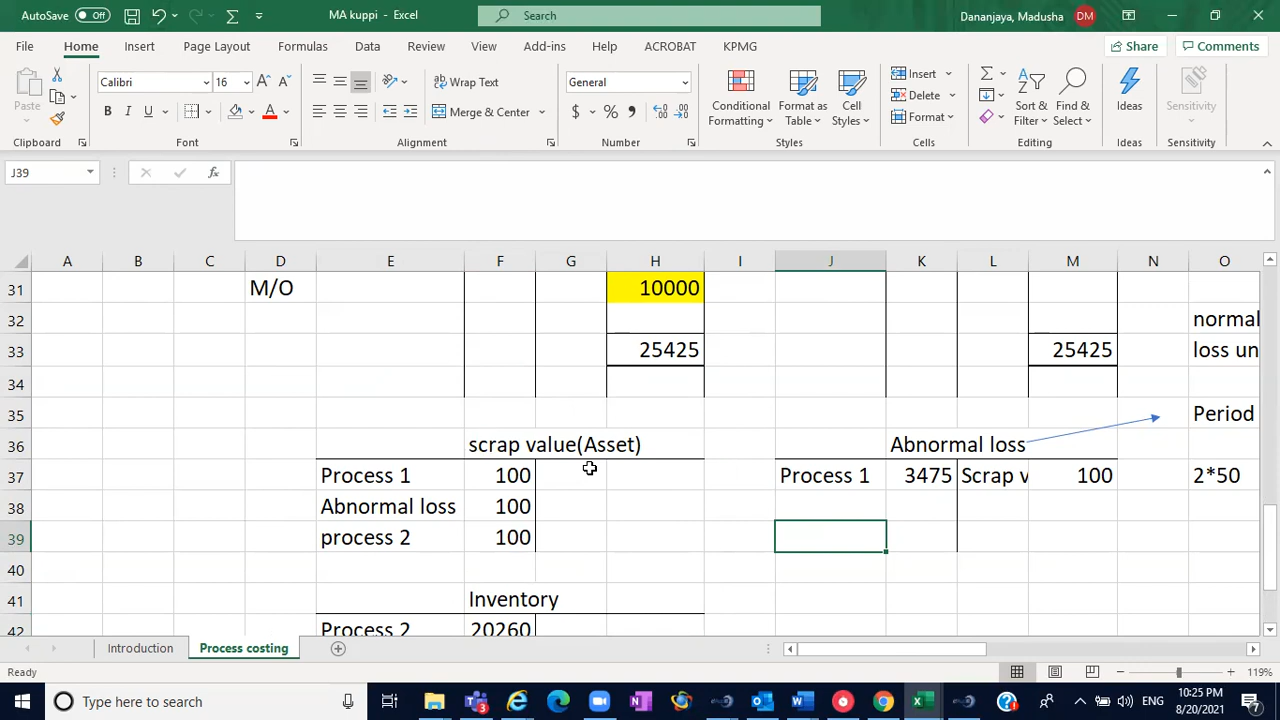 AutoSave Off MA kuppi - Excel Search Dananjaya, Madusha DM
File Home Insert Page Layout Formulas Data Review View Add-ins Help ACROBAT KPMG Share Comments
Paste Calibri 16 Wrap Text General Conditional Formatting Format as Table Cell Styles Insert Sort & Filter Find & Select Ideas Sensitivity
B I U Merge & Center $ % Delete
Format
Clipboard Font Alignment Number Styles Cells Editing Ideas Sensitivity
J39 fx
A B C D E F G H I J K L M N O
31 M/O 10000
32 normal
33 25425 25425 loss un
34
35 Period
36 scrap value(Asset) Abnormal loss
37 Process 1 100 Process 1 3475 Scrap v 100 2*50
38 Abnormal loss 100
39 process 2 100
40
41 Inventory
42 Process 2 20260
Introduction Process costing
Ready 119%
Type here to search 3 ENG 10:25 PM 8/20/2021 7